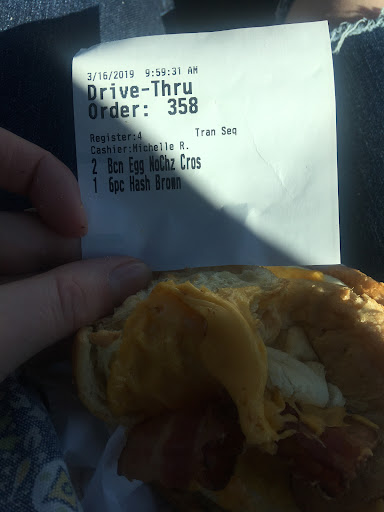 3/16/2019 9:59:31 AM
Drive-Thru
Order: 358
Register:4 Tran Seq
Cashier:Michelle R.
2 Bcn Egg NoChz Cros
1 6pc Hash Brown